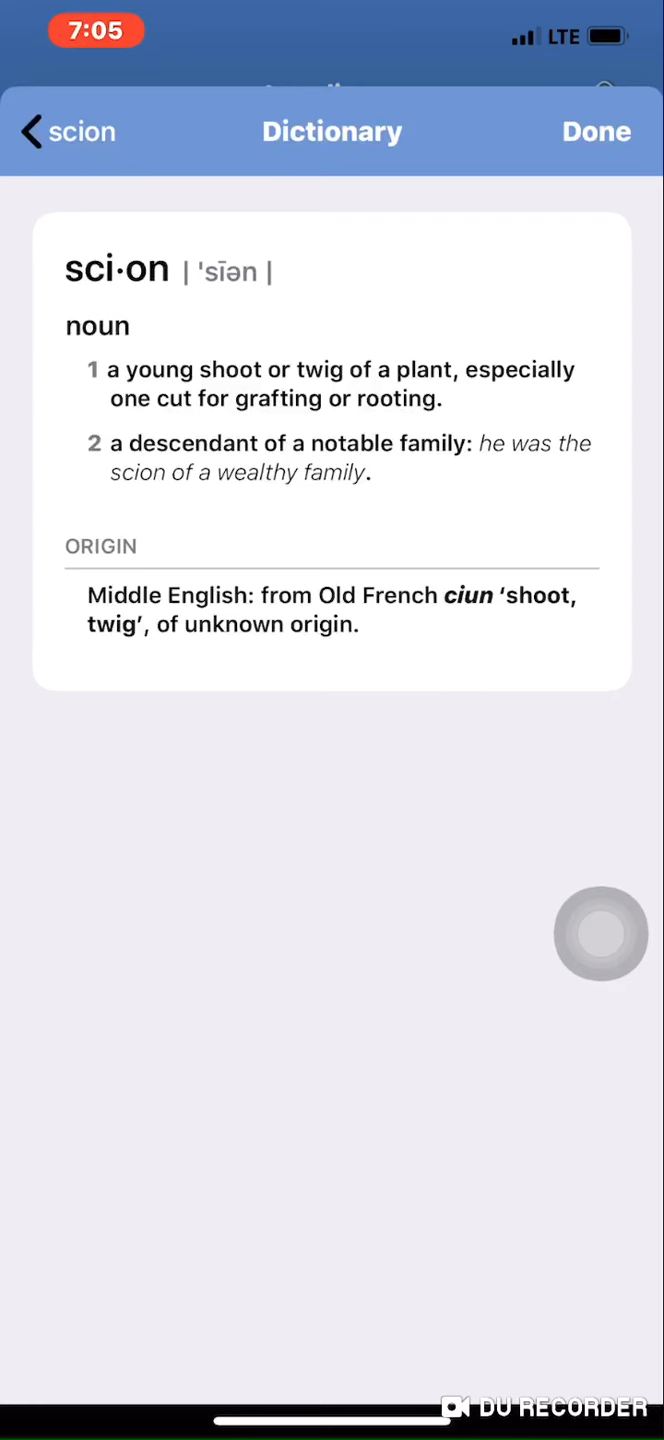 7:05
LTE
scion
Dictionary
Done
sci·on | ˈsīən |
noun
1 a young shoot or twig of a plant, especially
one cut for grafting or rooting.
2 a descendant of a notable family: he was the
scion of a wealthy family.
ORIGIN
Middle English: from Old French ciun ‘shoot,
twig’, of unknown origin.
DU RECORDER